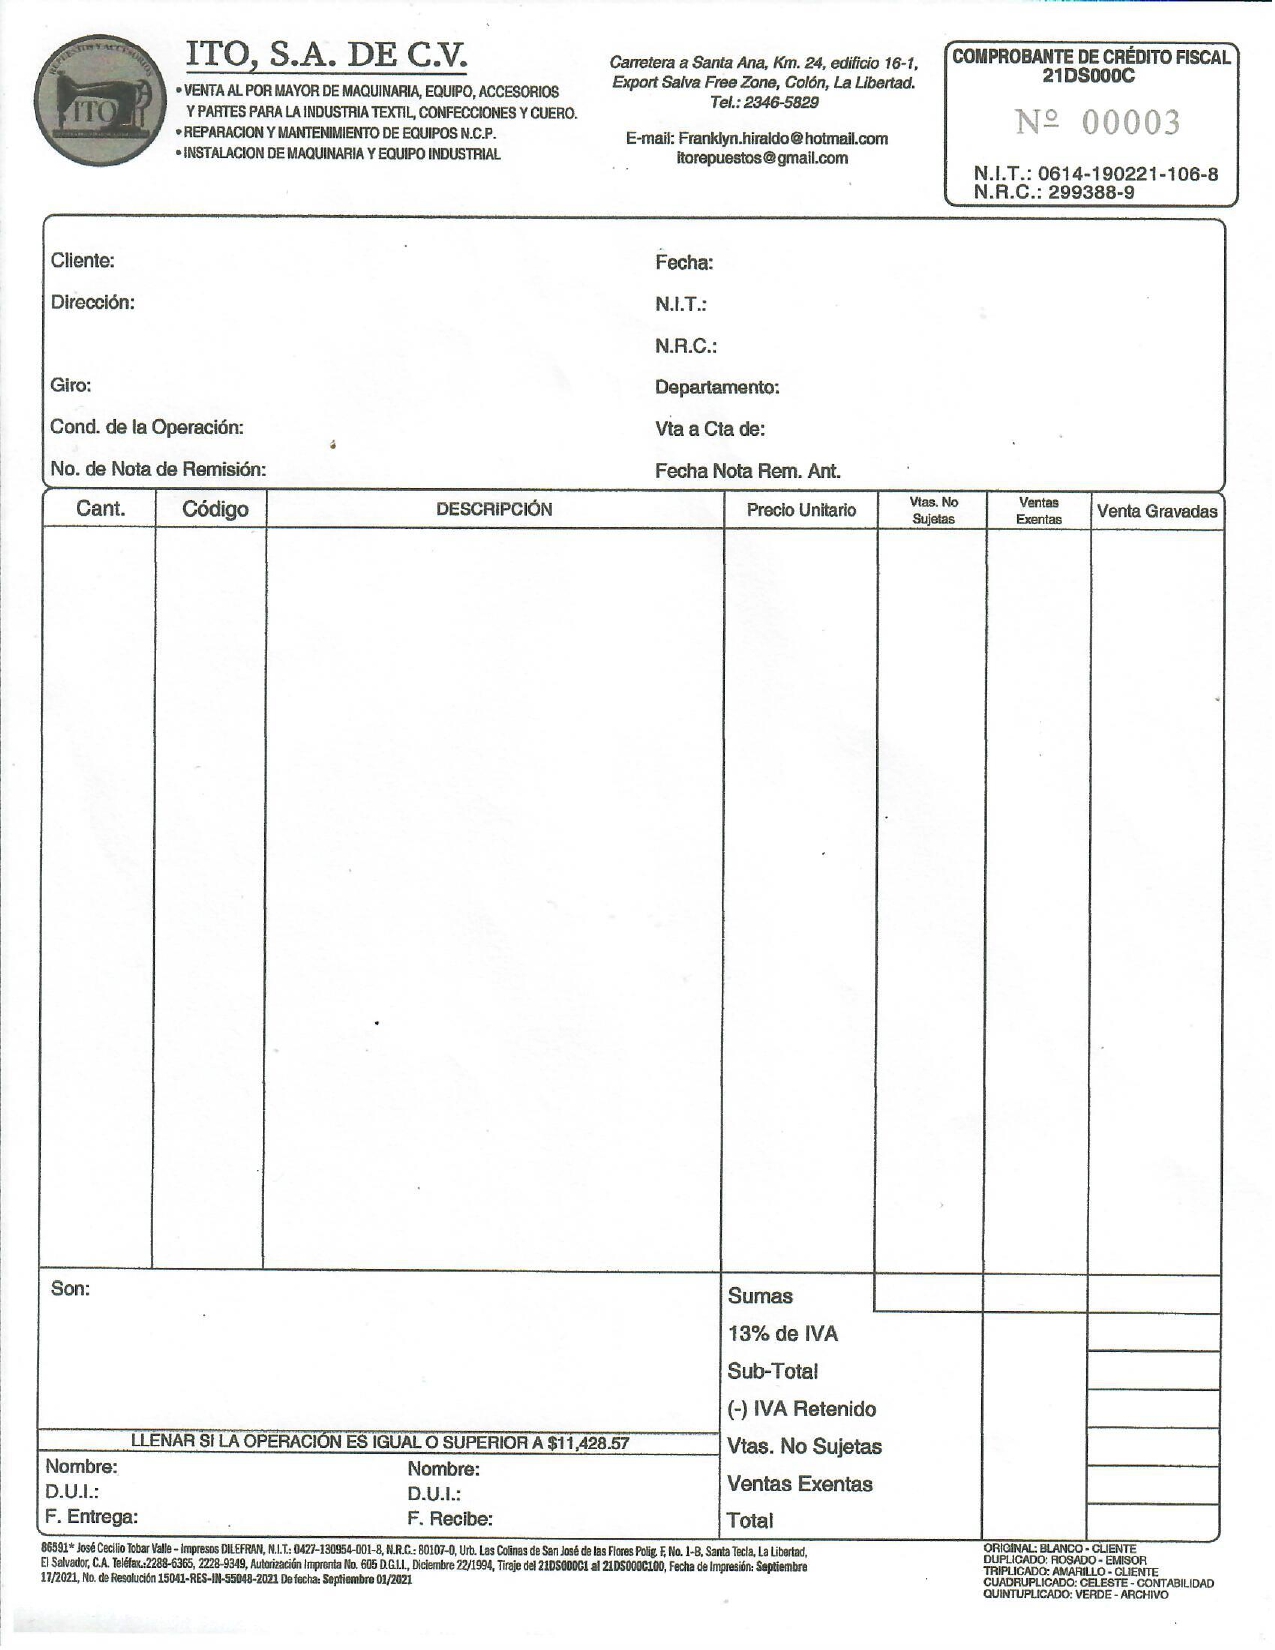 REPUESTOS Y ACCESORIOS
ITO
ITO, S.A. DE C.V.
• VENTA AL POR MAYOR DE MAQUINARIA, EQUIPO, ACCESORIOS
Y PARTES PARA LA INDUSTRIA TEXTIL, CONFECCIONES Y CUERO.
• REPARACION Y MANTENIMIENTO DE EQUIPOS N.C.P.
• INSTALACION DE MAQUINARIA Y EQUIPO INDUSTRIAL
Carretera a Santa Ana, Km. 24, edificio 16-1,
Export Salva Free Zone, Colón, La Libertad.
Tel.: 2346-5829
E-mail: Franklyn.hiraldo@hotmail.com
itorepuestos@gmail.com
COMPROBANTE DE CRÉDITO FISCAL
21DS000C
Nº 00003
N.I.T.: 0614-190221-106-8
N.R.C.: 299388-9
Cliente:
Fecha:
Dirección:
N.I.T.:
N.R.C.:
Giro:
Departamento:
Cond. de la Operación:
Vta a Cta de:
No. de Nota de Remisión:
Fecha Nota Rem. Ant.
Cant. Código DESCRIPCIÓN Precio Unitario Vtas. No Sujetas Ventas Exentas Venta Gravadas
Son:
Sumas
13% de IVA
Sub-Total
(-) IVA Retenido
Vtas. No Sujetas
Ventas Exentas
Total
LLENAR SI LA OPERACIÓN ES IGUAL O SUPERIOR A $11,428.57
Nombre: Nombre:
D.U.I.: D.U.I.:
F. Entrega: F. Recibe:
86591* José Cecilio Tobar Valle - Impresos DILEFRAN, N.I.T.: 0427-130954-001-8, N.R.C.: 80107-0, Urb. Las Colinas de San José de las Flores Polig. F, No. 1-B, Santa Tecla, La Libertad,
El Salvador, C.A. Teléfax.:2288-6365, 2228-9349, Autorización Imprenta No. 605 D.G.I.I., Diciembre 22/1994, Tiraje del 21DS000C1 al 21DS000C100, Fecha de Impresión: Septiembre
17/2021, No. de Resolución 15041-RES-IN-55048-2021 De fecha: Septiembre 01/2021
ORIGINAL: BLANCO - CLIENTE
DUPLICADO: ROSADO - EMISOR
TRIPLICADO: AMARILLO - CLIENTE
CUADRUPLICADO: CELESTE - CONTABILIDAD
QUINTUPLICADO: VERDE - ARCHIVO